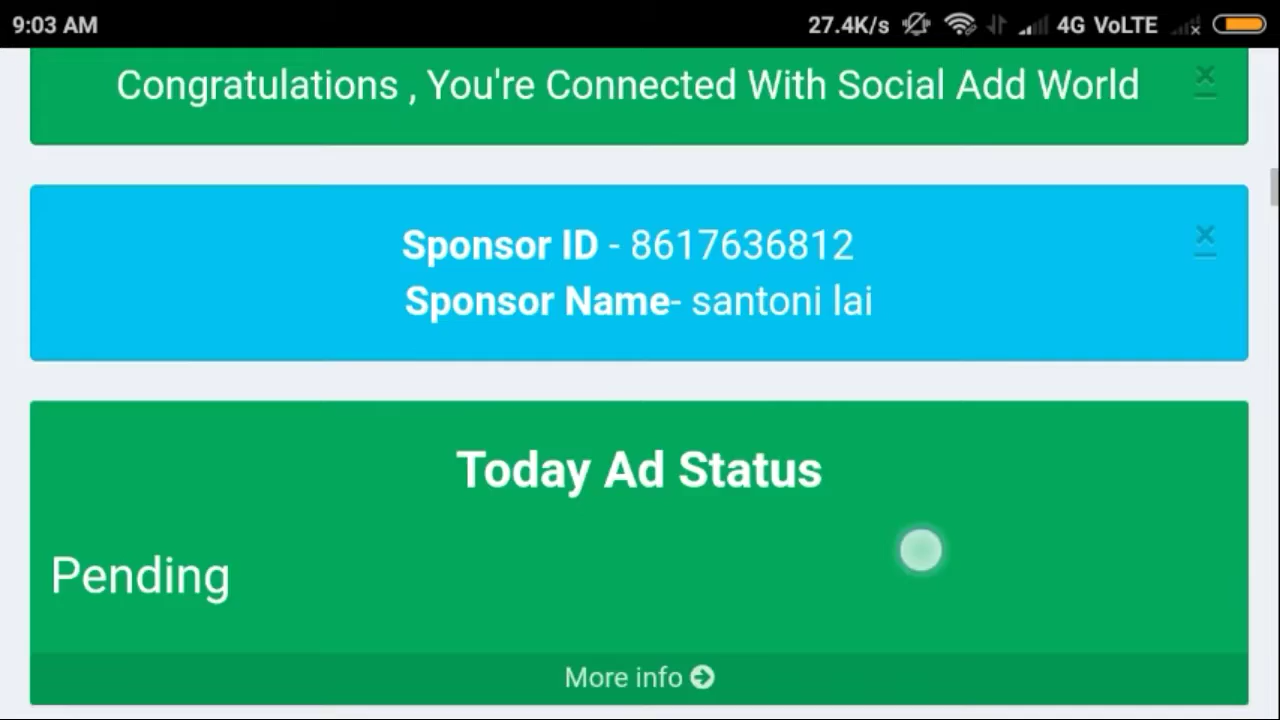 9:03 AM 27.4K/s 4G VoLTE
Congratulations , You're Connected With Social Add World
Sponsor ID - 8617636812
Sponsor Name- santoni lai
Today Ad Status
Pending
More info